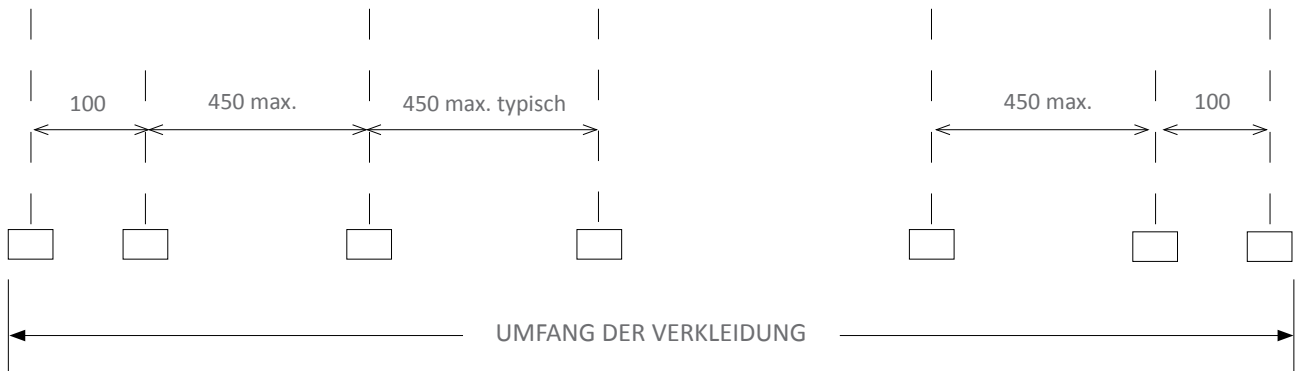 100
450 max.
450 max. typisch
450 max.
100
UMFANG DER VERKLEIDUNG